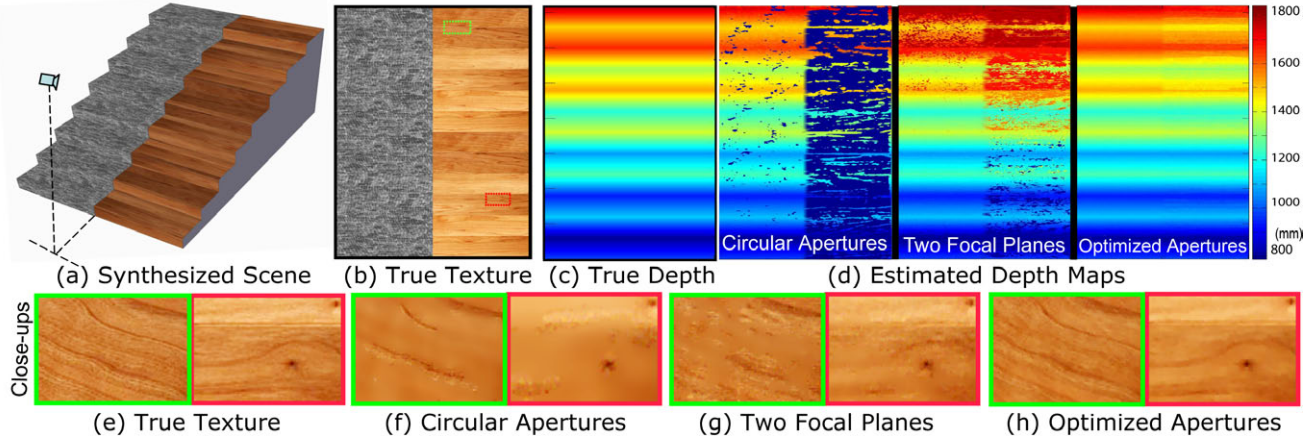 1800
1600
1400
1200
1000
(mm)
800
Circular Apertures
Two Focal Planes
Optimized Apertures
(a) Synthesized Scene
(b) True Texture
(c) True Depth
(d) Estimated Depth Maps
Close-ups
(e) True Texture
(f) Circular Apertures
(g) Two Focal Planes
(h) Optimized Apertures